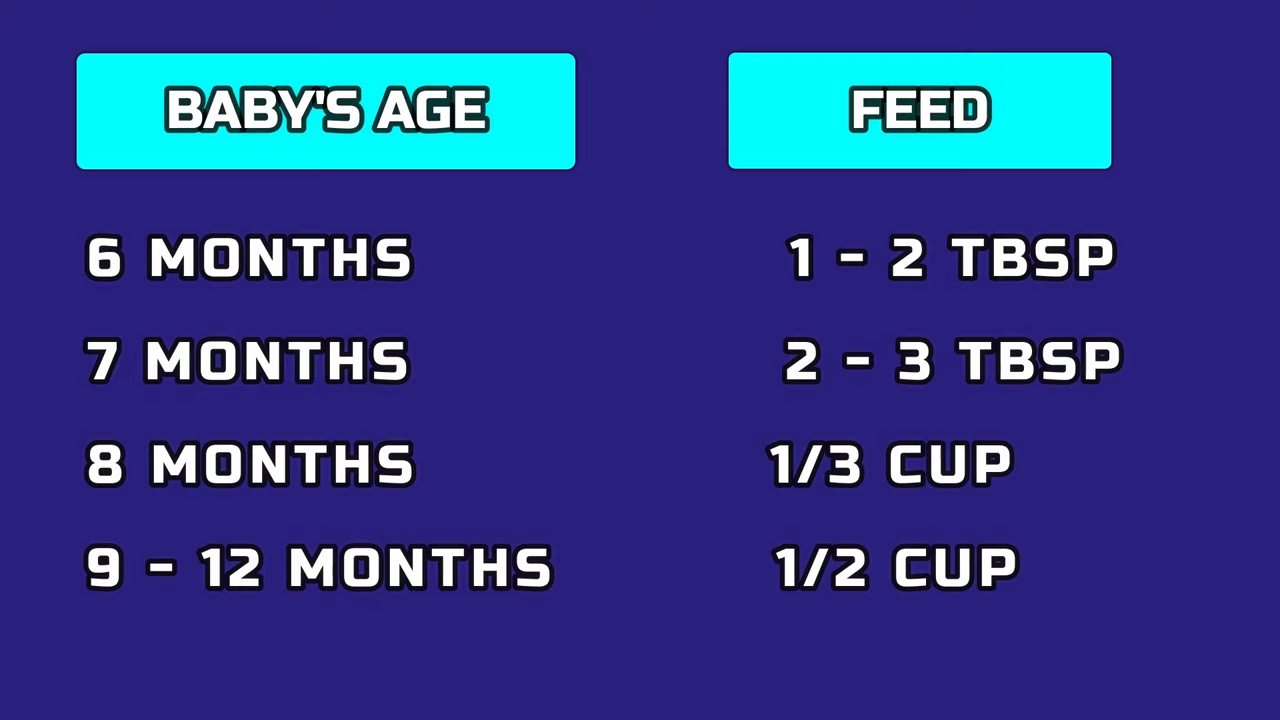 BABY'S AGE FEED
6 MONTHS 1 - 2 TBSP
7 MONTHS 2 - 3 TBSP
8 MONTHS 1/3 CUP
9 - 12 MONTHS 1/2 CUP